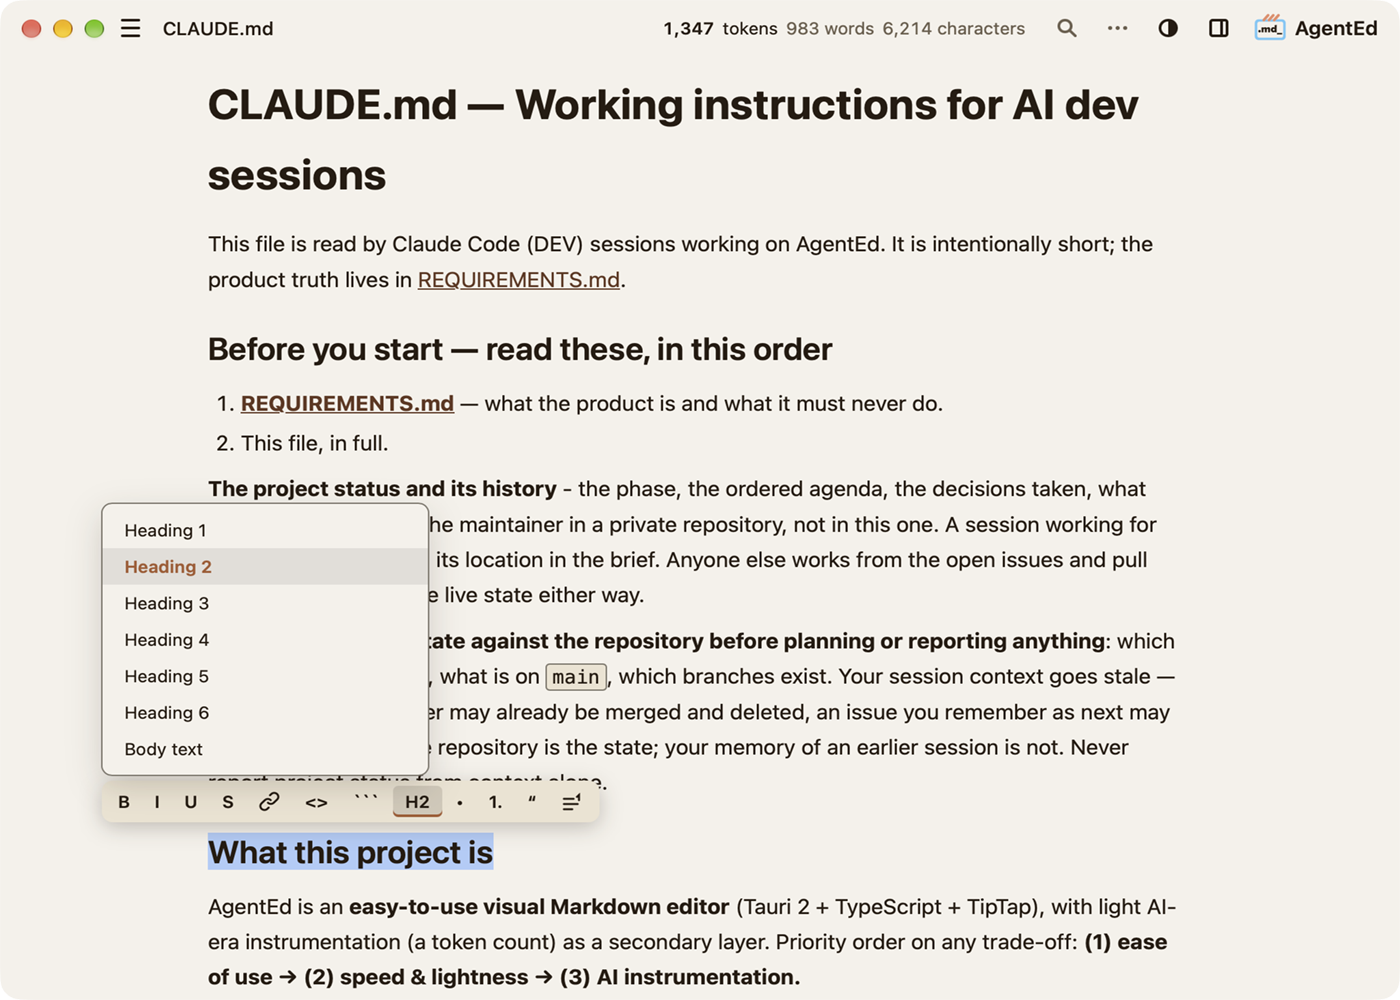 CLAUDE.md
1,347 tokens 983 words 6,214 characters
.md_ AgentEd
CLAUDE.md — Working instructions for AI dev
sessions
This file is read by Claude Code (DEV) sessions working on AgentEd. It is intentionally short; the
product truth lives in REQUIREMENTS.md.
Before you start — read these, in this order
1. REQUIREMENTS.md — what the product is and what it must never do.
2. This file, in full.
The project status and its history - the phase, the ordered agenda, the decisions taken, what
he maintainer in a private repository, not in this one. A session working for
its location in the brief. Anyone else works from the open issues and pull
e live state either way.
tate against the repository before planning or reporting anything: which
, what is on main, which branches exist. Your session context goes stale —
er may already be merged and deleted, an issue you remember as next may
e repository is the state; your memory of an earlier session is not. Never
report project status from context alone.
Heading 1
Heading 2
Heading 3
Heading 4
Heading 5
Heading 6
Body text
B I U S <> ``` H2 • 1. “
What this project is
AgentEd is an easy-to-use visual Markdown editor (Tauri 2 + TypeScript + TipTap), with light AI-
era instrumentation (a token count) as a secondary layer. Priority order on any trade-off: (1) ease
of use → (2) speed & lightness → (3) AI instrumentation.